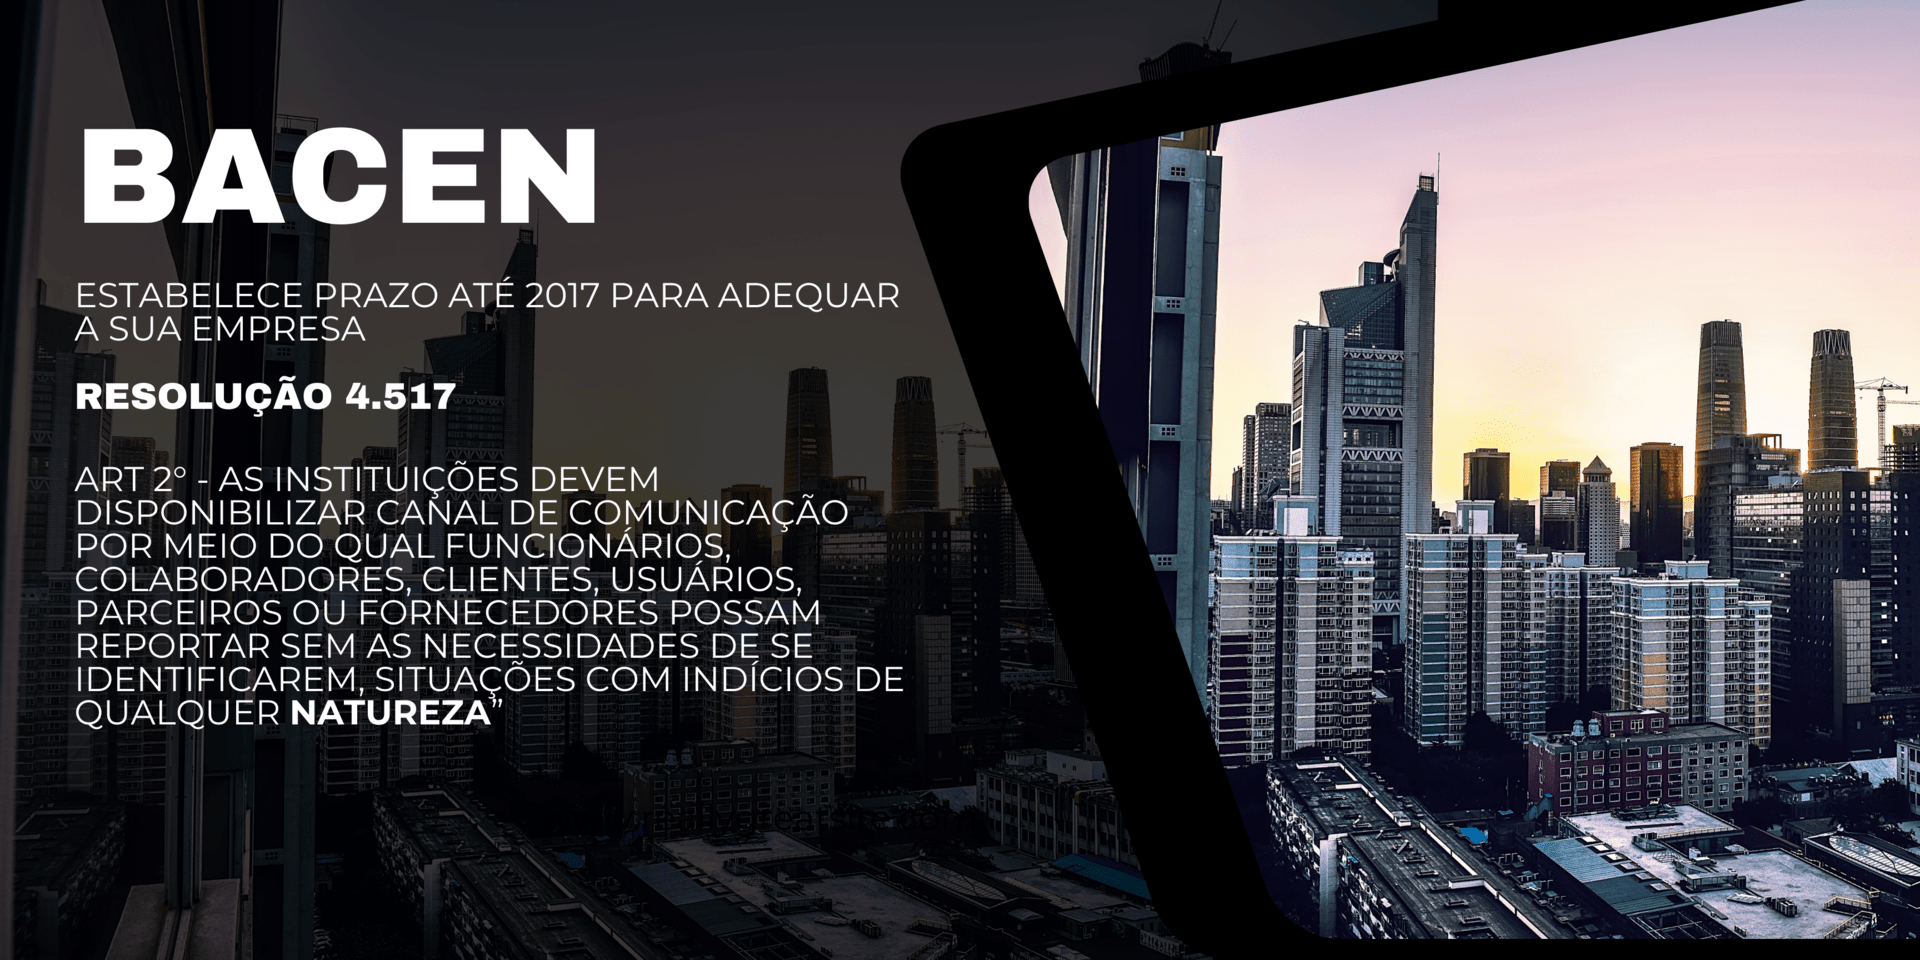 BACEN
ESTABELECE PRAZO ATÉ 2017 PARA ADEQUAR
A SUA EMPRESA
RESOLUÇÃO 4.517
ART 2° - AS INSTITUIÇÕES DEVEM
DISPONIBILIZAR CANAL DE COMUNICAÇÃO
POR MEIO DO QUAL FUNCIONÁRIOS,
COLABORADORES, CLIENTES, USUÁRIOS,
PARCEIROS OU FORNECEDORES POSSAM
REPORTAR SEM AS NECESSIDADES DE SE
IDENTIFICAREM, SITUAÇÕES COM INDÍCIOS DE
QUALQUER NATUREZA”